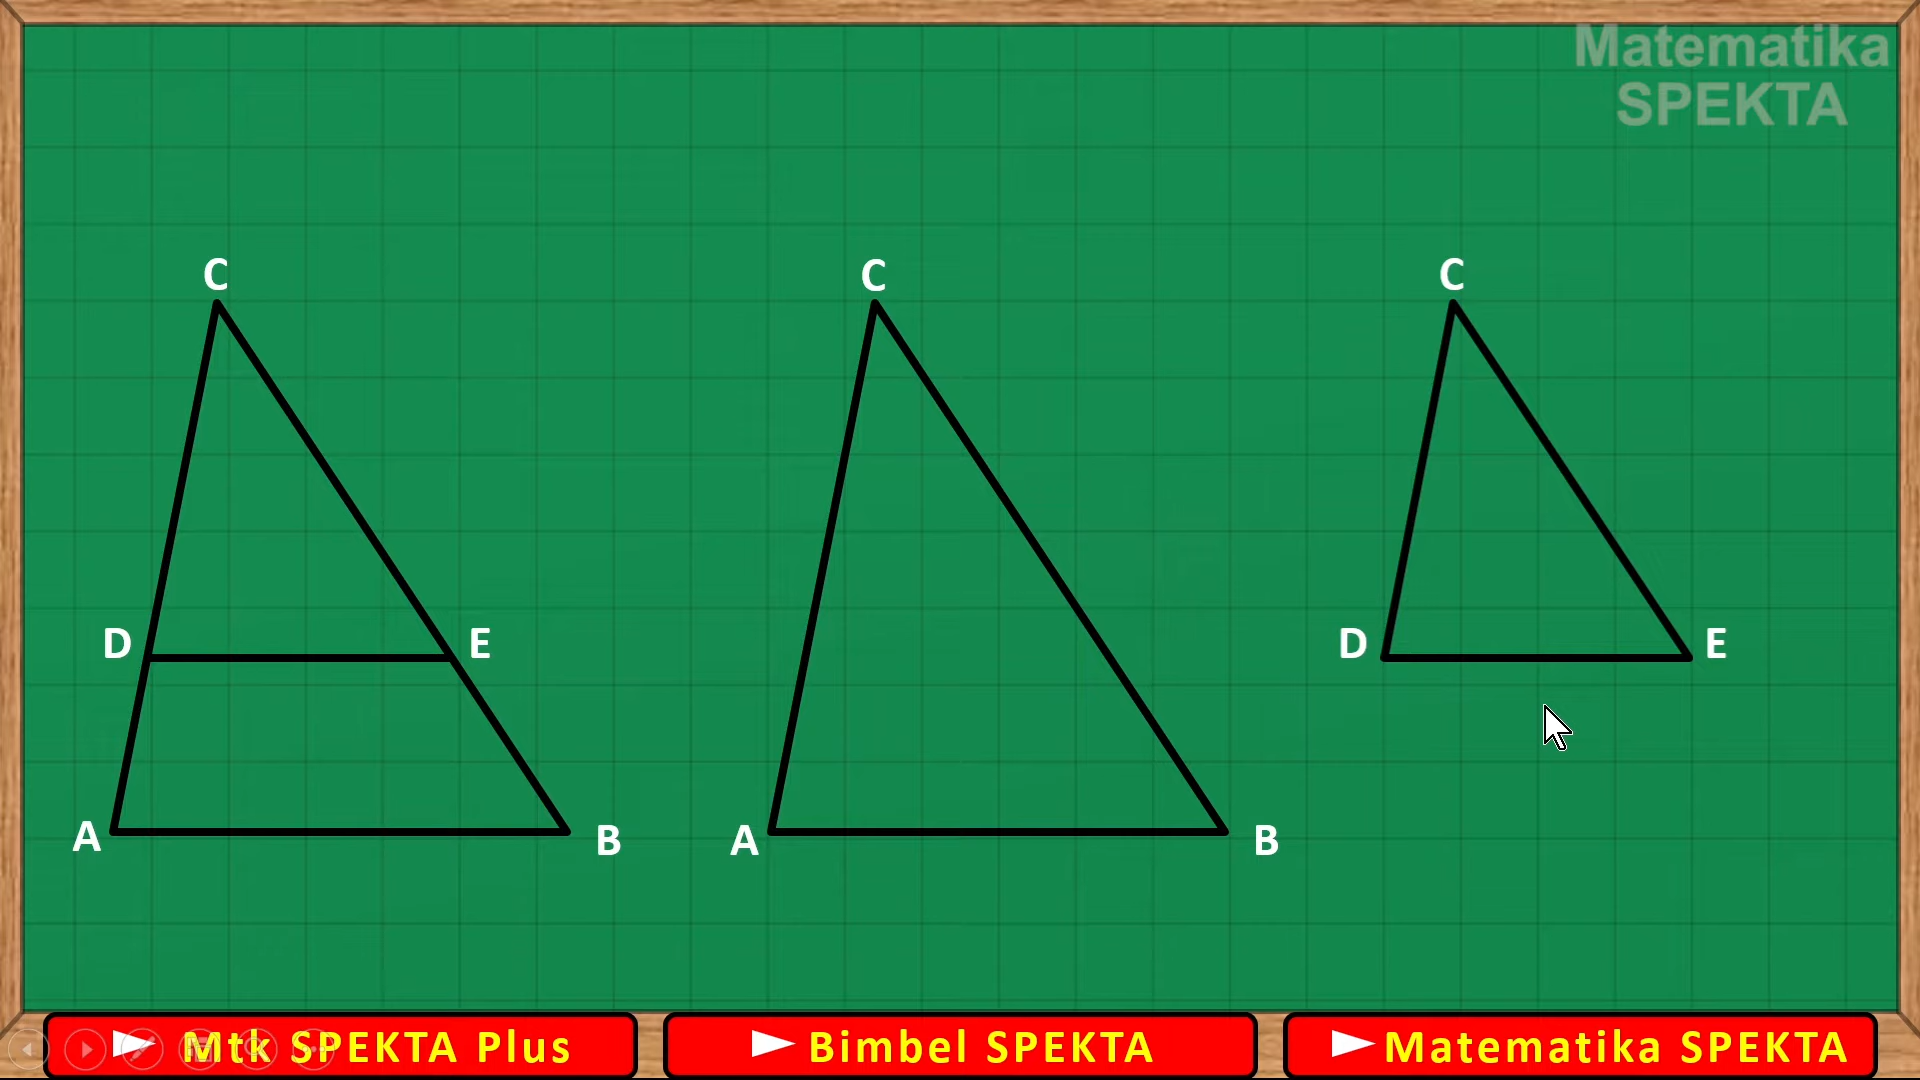 Matematika
SPEKTA
C
C
C
D
E
D
E
A
B
A
B
Mtk SPEKTA Plus
Bimbel SPEKTA
Matematika SPEKTA